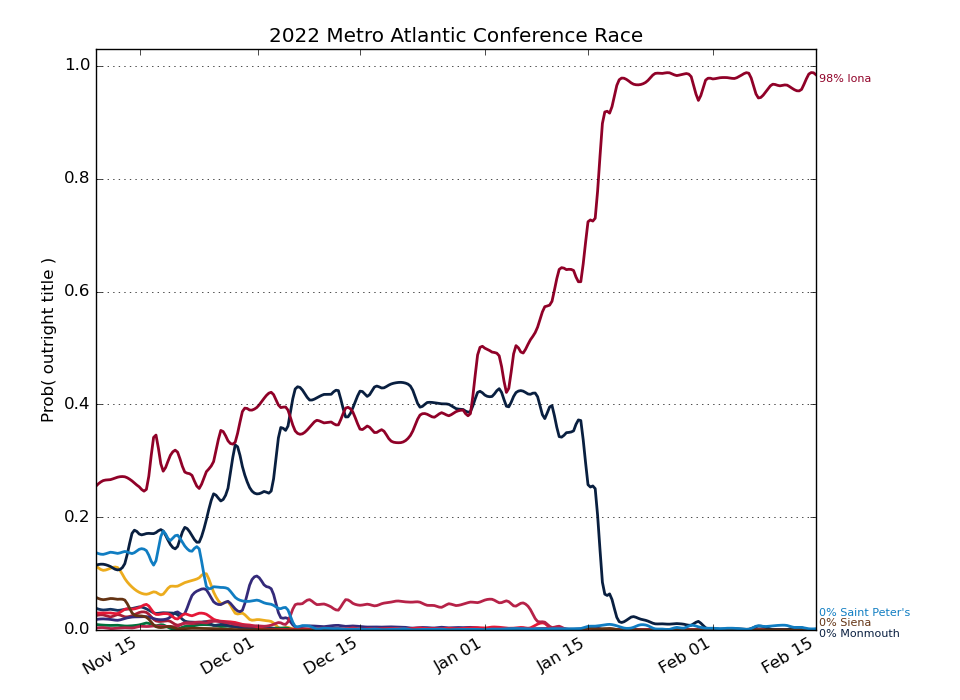 2022 Metro Atlantic Conference Race
Prob( outright title )
1.0
0.8
0.6
0.4
0.2
0.0
Nov 15
Dec 01
Dec 15
Jan 01
Jan 15
Feb 01
Feb 15
98% Iona
0% Saint Peter's
0% Siena
0% Monmouth